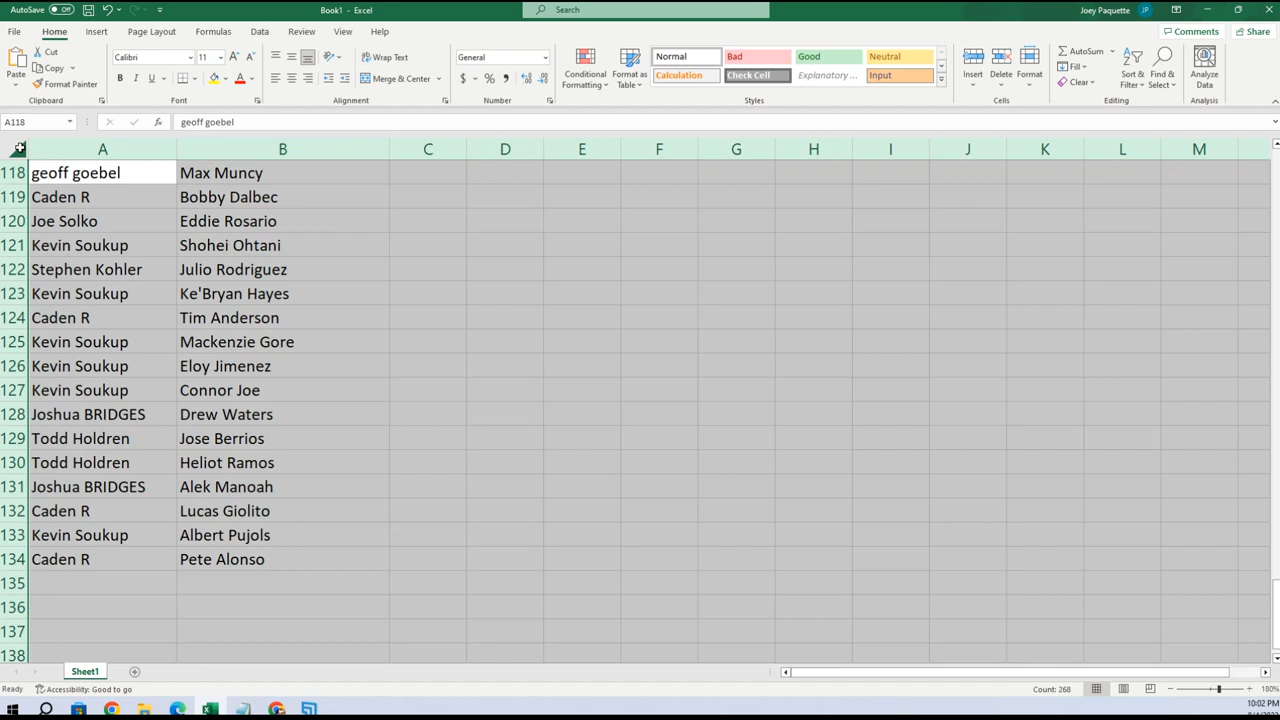 AutoSave Off Book1 - Excel Search Joey Paquette JP
File Home Insert Page Layout Formulas Data Review View Help Comments Share
Paste Cut Copy Format Painter Clipboard
Calibri 11 Font
Wrap Text Merge & Center Alignment
General Number
Conditional Formatting Format as Table
Normal Bad Good Neutral
Calculation Check Cell Explanatory ... Input
Styles
Insert Delete Format Cells
AutoSum Fill Clear Sort & Filter Find & Select Editing
Analyze Data Analysis
A118 fx geoff goebel
A B C D E F G H I J K L M
118 geoff goebel Max Muncy
119 Caden R Bobby Dalbec
120 Joe Solko Eddie Rosario
121 Kevin Soukup Shohei Ohtani
122 Stephen Kohler Julio Rodriguez
123 Kevin Soukup Ke'Bryan Hayes
124 Caden R Tim Anderson
125 Kevin Soukup Mackenzie Gore
126 Kevin Soukup Eloy Jimenez
127 Kevin Soukup Connor Joe
128 Joshua BRIDGES Drew Waters
129 Todd Holdren Jose Berrios
130 Todd Holdren Heliot Ramos
131 Joshua BRIDGES Alek Manoah
132 Caden R Lucas Giolito
133 Kevin Soukup Albert Pujols
134 Caden R Pete Alonso
135
136
137
138
Sheet1
Ready Accessibility: Good to go Count: 268 180%
10:02 PM